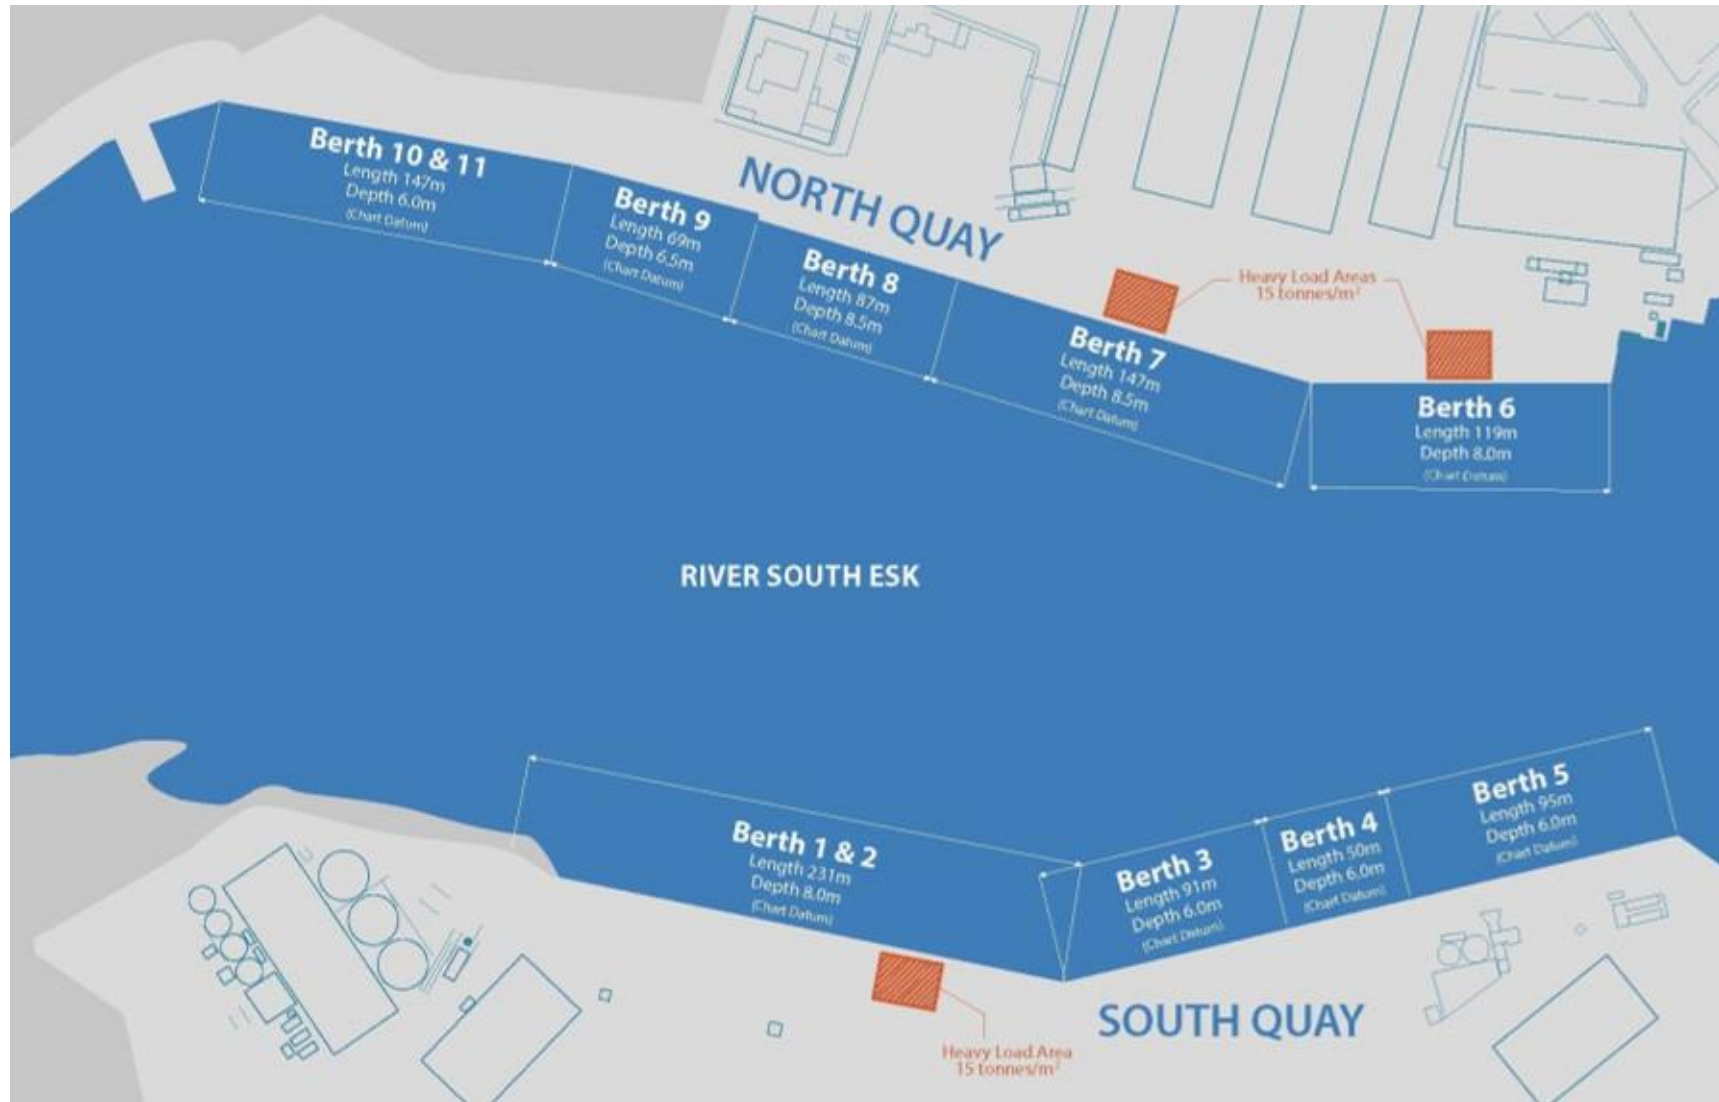 Berth 10 & 11
Length 147m
Depth 6.0m
(Chart Datum)
Berth 9
Length 69m
Depth 6.5m
(Chart Datum)
NORTH QUAY
Berth 8
Length 87m
Depth 8.5m
(Chart Datum)
Heavy Load Areas
15 tonnes/m²
Berth 7
Length 147m
Depth 8.5m
(Chart Datum)
Berth 6
Length 119m
Depth 8.0m
(Chart Datum)
RIVER SOUTH ESK
Berth 1 & 2
Length 231m
Depth 8.0m
(Chart Datum)
Berth 3
Length 91m
Depth 6.0m
(Chart Datum)
Berth 4
Length 50m
Depth 6.0m
(Chart Datum)
Berth 5
Length 95m
Depth 6.0m
(Chart Datum)
SOUTH QUAY
Heavy Load Area
15 tonnes/m²